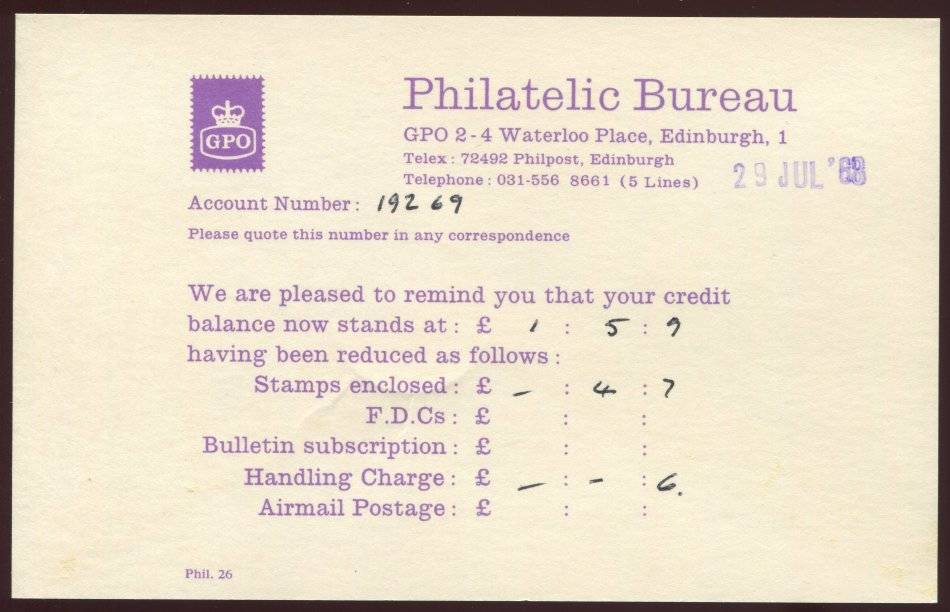 GPO
Philatelic Bureau
GPO 2-4 Waterloo Place, Edinburgh, 1
Telex: 72492 Philpost, Edinburgh
Telephone: 031-556 8661 (5 Lines)
29 JUL '68
Account Number: 19269
Please quote this number in any correspondence
We are pleased to remind you that your credit
balance now stands at: £ 1 : 5 : 9
having been reduced as follows:
Stamps enclosed: £ – : 4 : 7
F.D.Cs: £ : :
Bulletin subscription: £ : :
Handling Charge: £ – : – : 6.
Airmail Postage: £ : :
Phil. 26